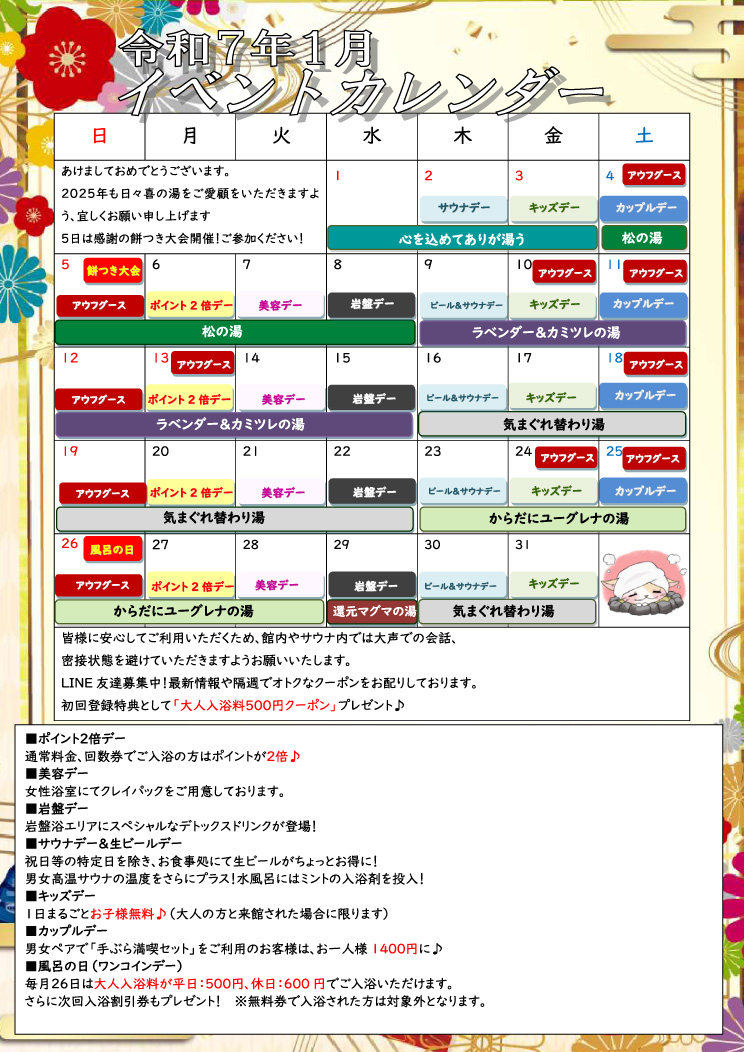 令和7年1月
イベントカレンダー
日 月 火 水 木 金 土
あけましておめでとうございます。
2025年も日々喜の湯をご愛顧をいただきますよ
う、宜しくお願い申し上げます
5日は感謝の餅つき大会開催！ご参加ください！
1 2 3 4 アウフグース
サウナデー キッズデー カップルデー
心を込めてありが湯う 松の湯
5 餅つき大会 6 7 8 9 10 アウフグース 11 アウフグース
アウフグース ポイント2倍デー 美容デー 岩盤デー ビール&サウナデー キッズデー カップルデー
松の湯 ラベンダー&カミツレの湯
12 13 アウフグース 14 15 16 17 18 アウフグース
アウフグース ポイント2倍デー 美容デー 岩盤デー ビール&サウナデー キッズデー カップルデー
ラベンダー&カミツレの湯 気まぐれ替わり湯
19 20 21 22 23 24 アウフグース 25 アウフグース
アウフグース ポイント2倍デー 美容デー 岩盤デー ビール&サウナデー キッズデー カップルデー
気まぐれ替わり湯 からだにユーグレナの湯
26 風呂の日 27 28 29 30 31
アウフグース ポイント2倍デー 美容デー 岩盤デー ビール&サウナデー キッズデー
からだにユーグレナの湯 還元マグマの湯 気まぐれ替わり湯
皆様に安心してご利用いただくため、館内やサウナ内では大声での会話、
密接状態を避けていただきますようお願いいたします。
LINE友達募集中！最新情報や隔週でオトクなクーポンをお配りしております。
初回登録特典として「大人入浴料500円クーポン」プレゼント♪
■ポイント2倍デー
通常料金、回数券でご入浴の方はポイントが2倍♪
■美容デー
女性浴室にてクレイパックをご用意しております。
■岩盤デー
岩盤浴エリアにスペシャルなデトックスドリンクが登場！
■サウナデー&生ビールデー
祝日等の特定日を除き、お食事処にて生ビールがちょっとお得に！
男女高温サウナの温度をさらにプラス！水風呂にはミントの入浴剤を投入！
■キッズデー
1日まるごとお子様無料♪（大人の方と来館された場合に限ります）
■カップルデー
男女ペアで「手ぶら満喫セット」をご利用のお客様は、お一人様1400円に♪
■風呂の日（ワンコインデー）
毎月26日は大人入浴料が平日：500円、休日：600円でご入浴いただけます。
さらに次回入浴割引券もプレゼント！ ※無料券で入浴された方は対象外となります。